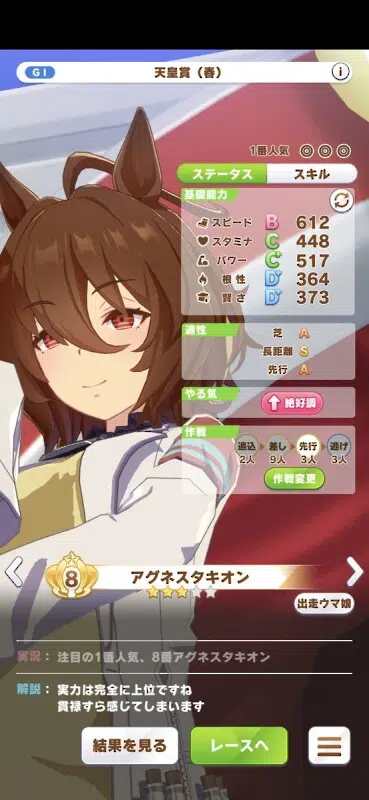 GI 天皇賞（春） i
1番人気 ◎ ◎ ◎
ステータス スキル
基礎能力
スピード B 612
スタミナ C 448
パワー C+ 517
根性 D+ 364
賢さ D+ 373
適性
芝 A
長距離 S
先行 A
やる気 絶好調
作戦
追込 差し 先行 逃げ
2人 9人 3人 3人
作戦変更
8 アグネスタキオン
出走ウマ娘
実況： 注目の1番人気、8番アグネスタキオン
解説： 実力は完全に上位ですね
貫禄すら感じてしまいます
結果を見る レースへ